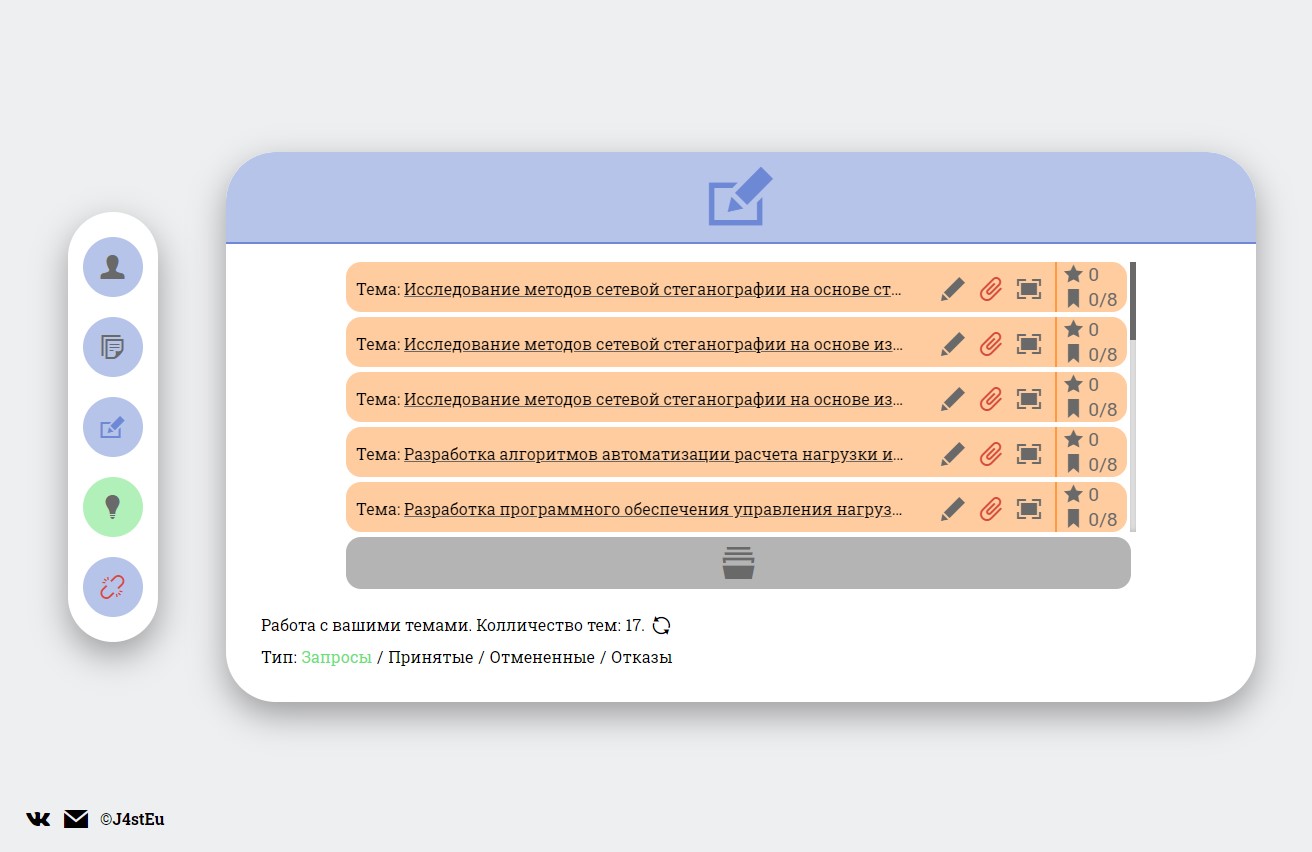 Тема: Исследование методов сетевой стеганографии на основе ст...
0
0/8
Тема: Исследование методов сетевой стеганографии на основе из...
0
0/8
Тема: Исследование методов сетевой стеганографии на основе из...
0
0/8
Тема: Разработка алгоритмов автоматизации расчета нагрузки и...
0
0/8
Тема: Разработка программного обеспечения управления нагруз...
0
0/8
Работа с вашими темами. Колличество тем: 17.
Тип: Запросы / Принятые / Отмененные / Отказы
©J4stEu